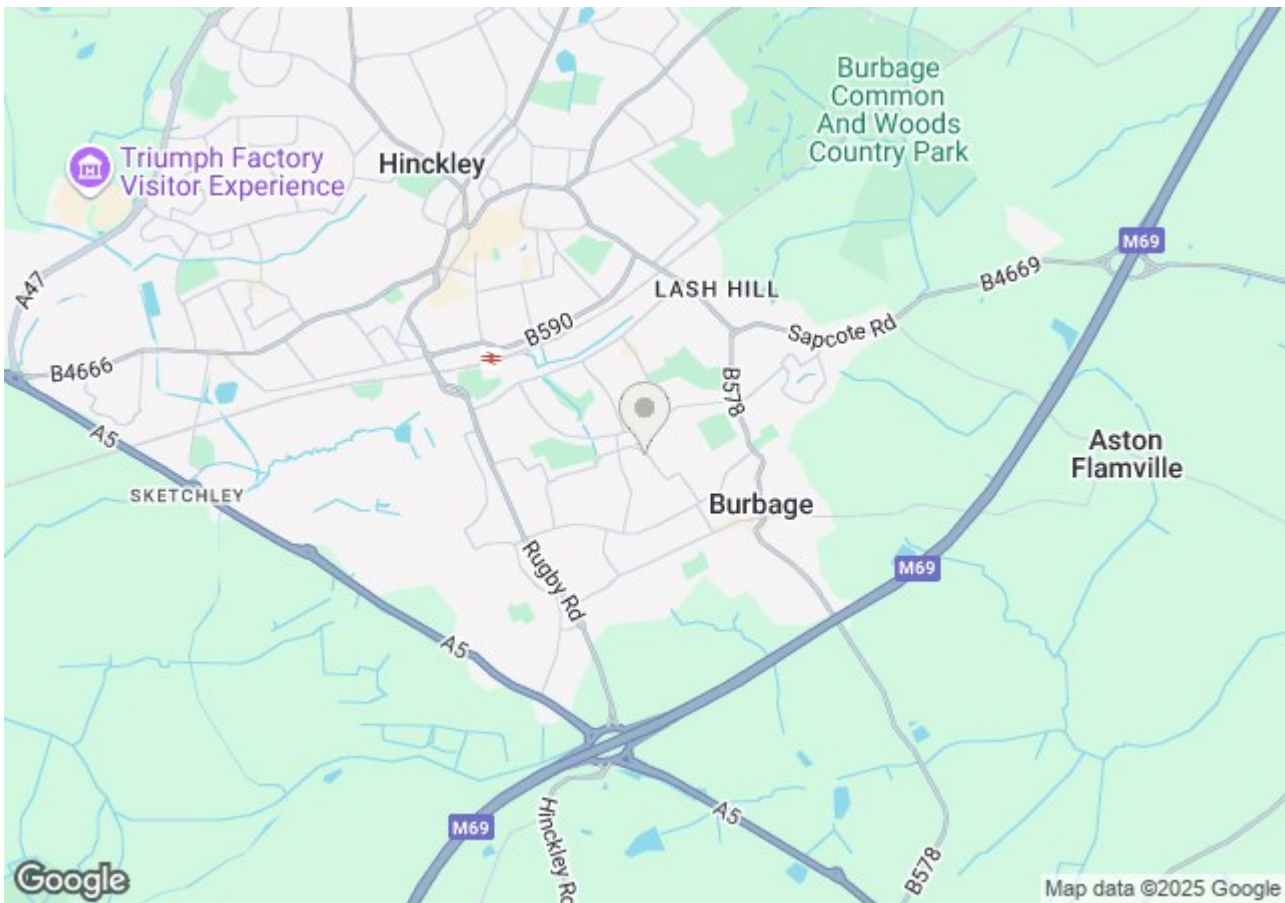 Burbage
Common
And Woods
Country Park
Triumph Factory
Visitor Experience
Hinckley
M69
B4669
A47
LASH HILL
Sapcote Rd
B590
B4666
B578
A5
Aston
Flamville
SKETCHLEY
Burbage
Rugby Rd
M69
A5
M69
Hinckley Rd
A5
B578
Google
Map data ©2025 Google